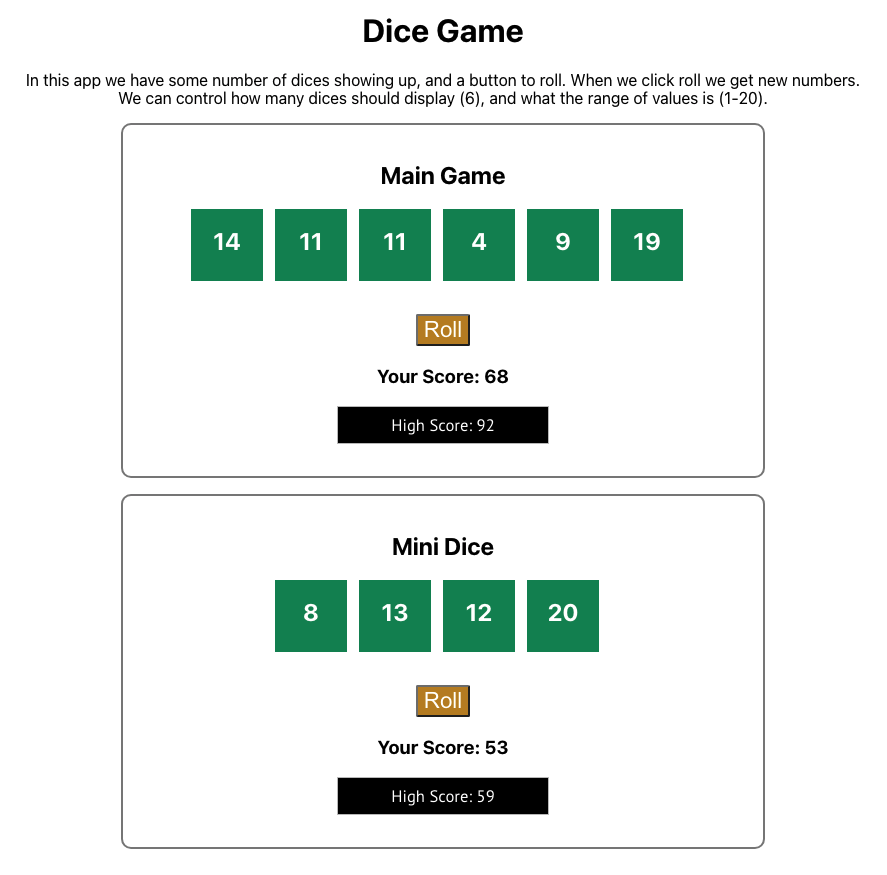 Dice Game
In this app we have some number of dices showing up, and a button to roll. When we click roll we get new numbers.
We can control how many dices should display (6), and what the range of values is (1-20).
Main Game
14 11 11 4 9 19
Roll
Your Score: 68
High Score: 92
Mini Dice
8 13 12 20
Roll
Your Score: 53
High Score: 59